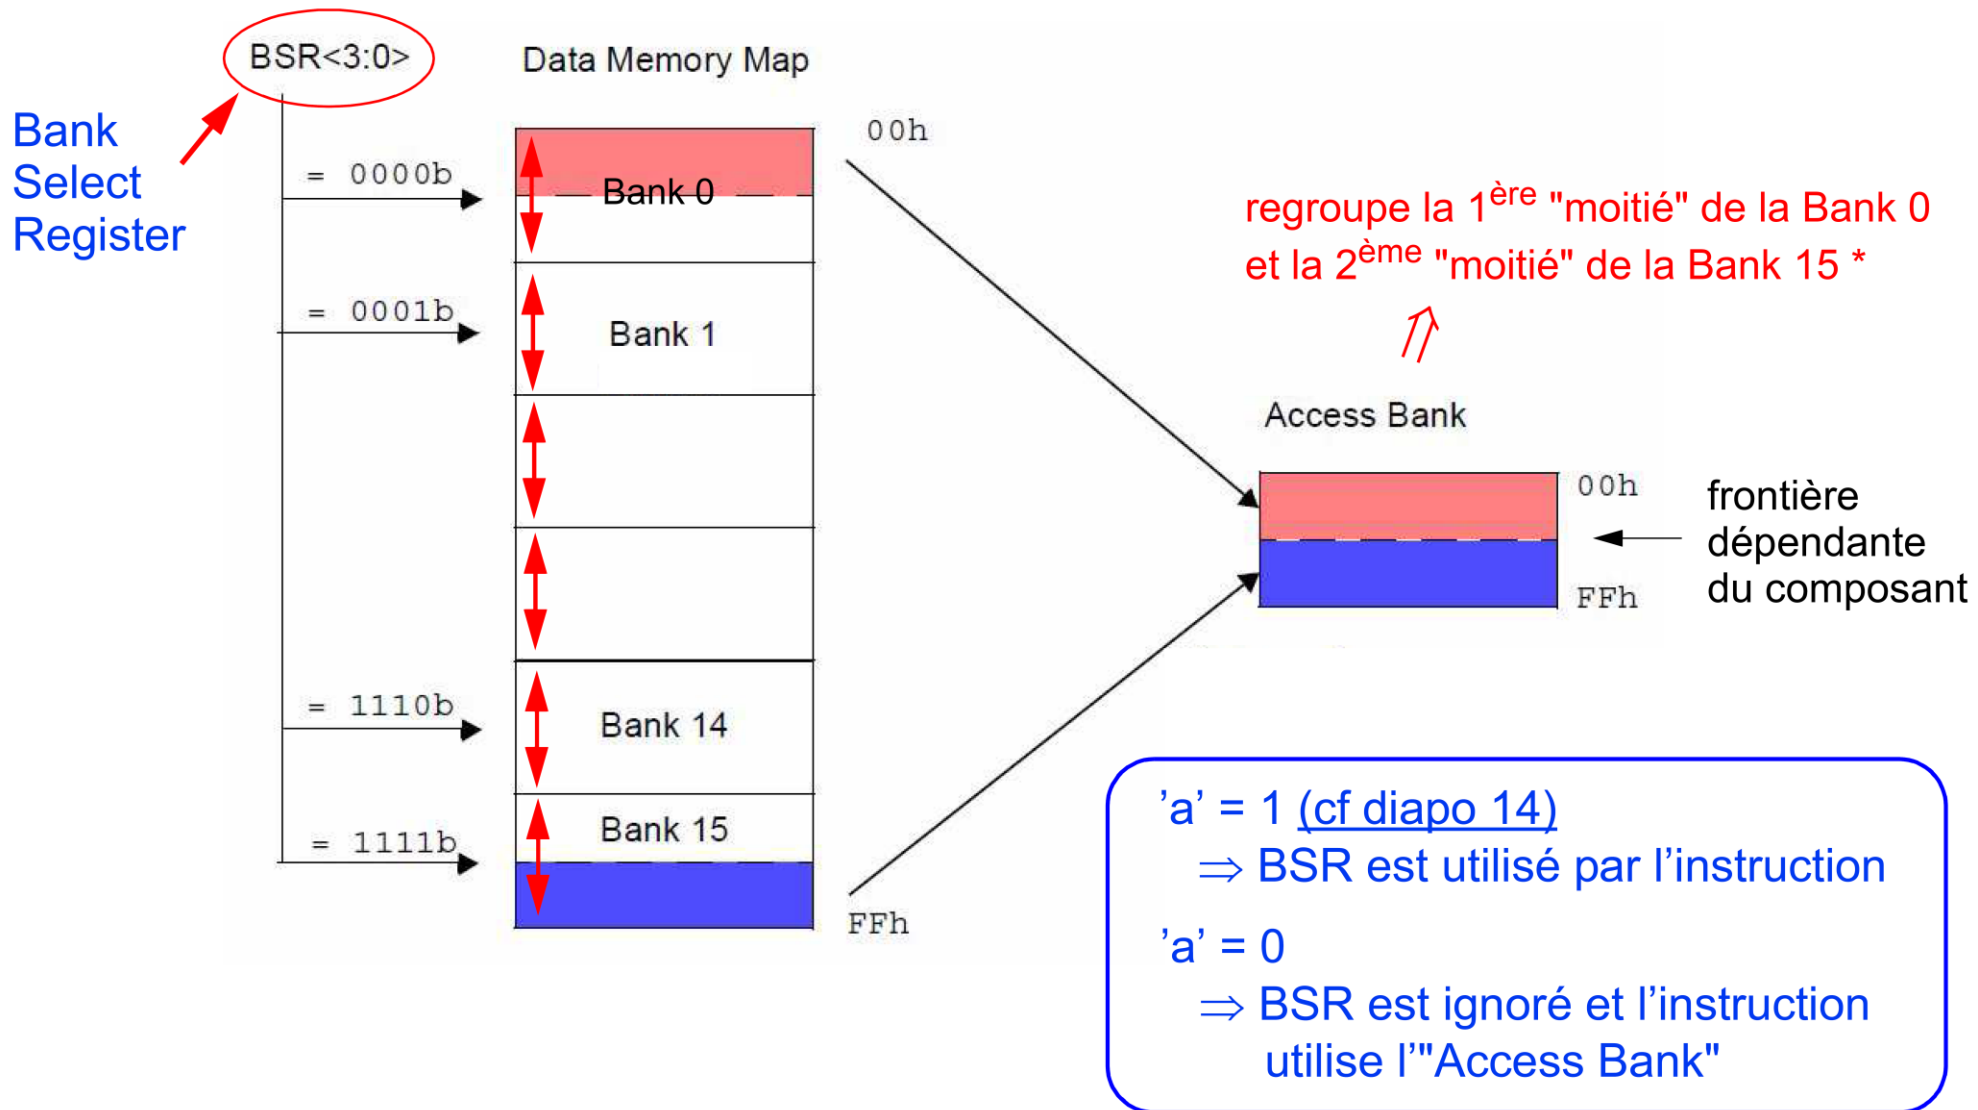 BSR<3:0>
Data Memory Map
Bank
Select
Register
= 0000b
= 0001b
= 1110b
= 1111b
00h
Bank 0
Bank 1
Bank 14
Bank 15
FFh
regroupe la 1ère "moitié" de la Bank 0
et la 2ème "moitié" de la Bank 15 *
⇒
Access Bank
00h
FFh
frontière
dépendante
du composant
’a’ = 1 (cf diapo 14)
⇒ BSR est utilisé par l’instruction
’a’ = 0
⇒ BSR est ignoré et l’instruction
utilise l’"Access Bank"